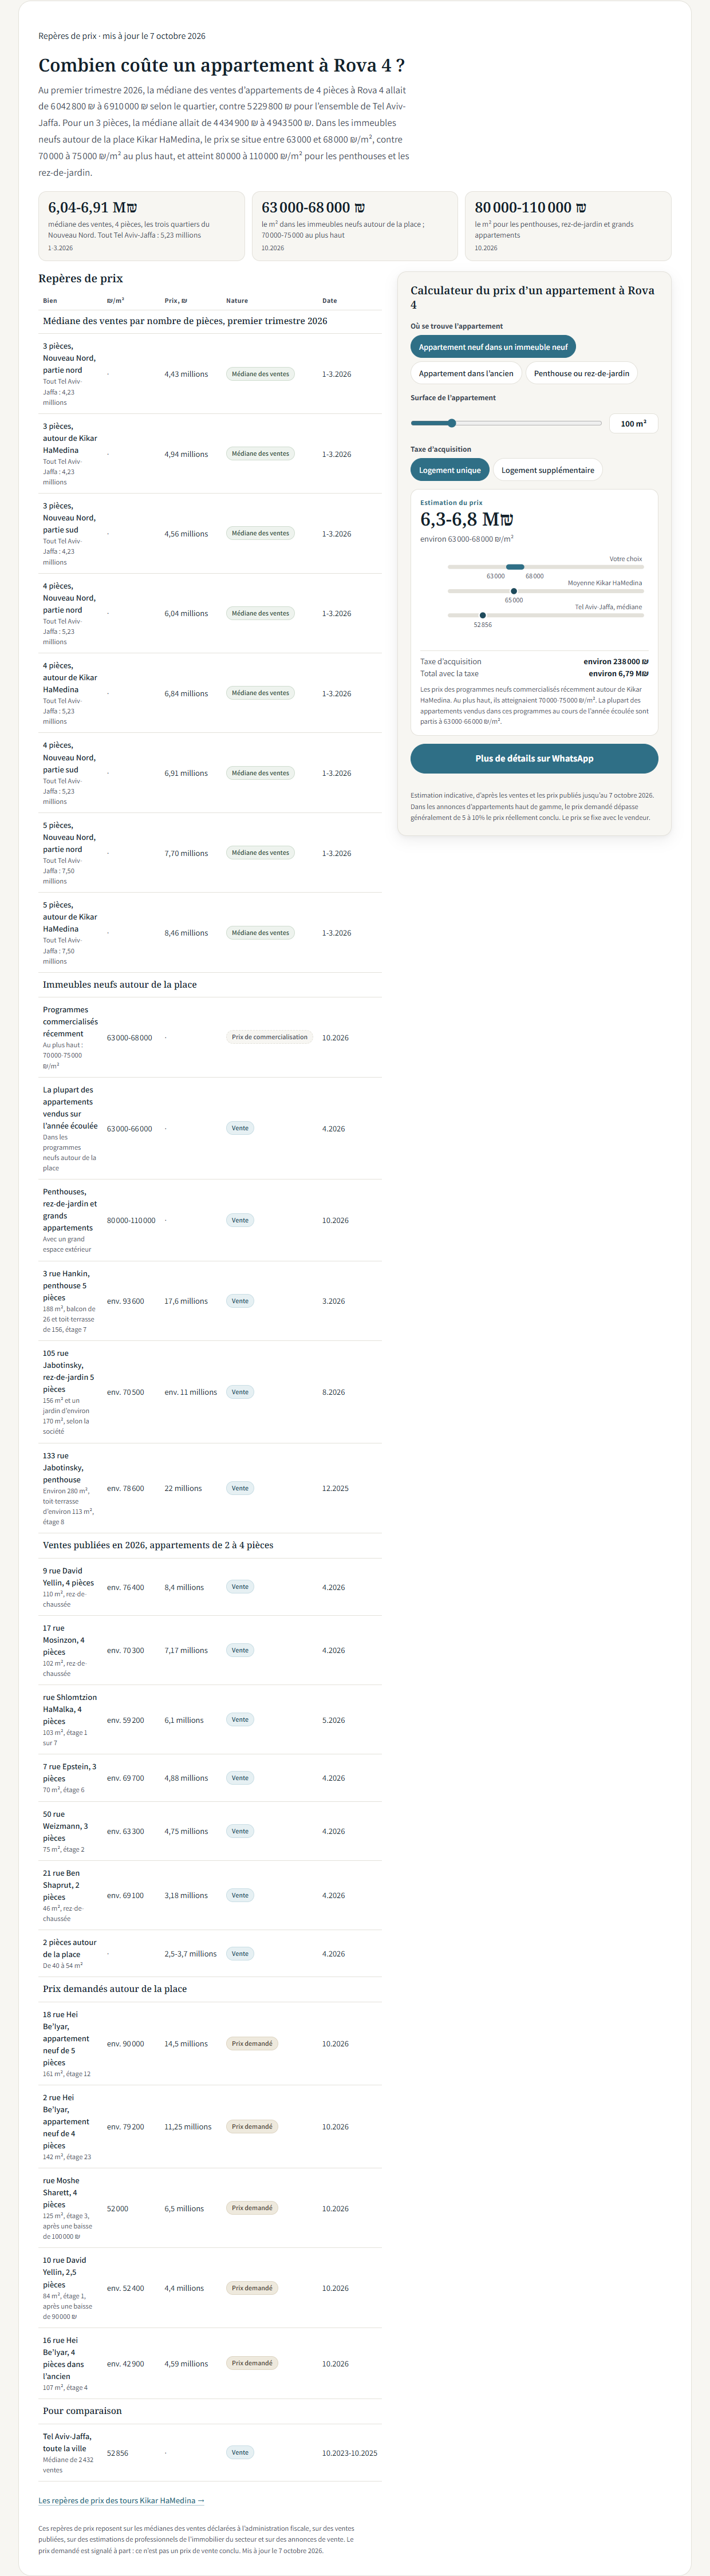 Repères de prix · mis à jour le 7 octobre 2026
Combien coûte un appartement à Rova 4 ?
Au premier trimestre 2026, la médiane des ventes d’appartements de 4 pièces à Rova 4 allait
de 6 042 800 ₪ à 6 910 000 ₪ selon le quartier, contre 5 229 800 ₪ pour l’ensemble de Tel Aviv-
Jaffa. Pour un 3 pièces, la médiane allait de 4 434 900 ₪ à 4 943 500 ₪. Dans les immeubles
neufs autour de la place Kikar HaMedina, le prix se situe entre 63 000 et 68 000 ₪/m², contre
70 000 à 75 000 ₪/m² au plus haut, et atteint 80 000 à 110 000 ₪/m² pour les penthouses et les
rez-de-jardin.
6,04-6,91 M₪
médiane des ventes, 4 pièces, les trois quartiers du
Nouveau Nord. Tout Tel Aviv-Jaffa : 5,23 millions
1-3.2026
63 000-68 000 ₪
le m² dans les immeubles neufs autour de la place ;
70 000-75 000 au plus haut
10.2026
80 000-110 000 ₪
le m² pour les penthouses, rez-de-jardin et grands
appartements
10.2026
Repères de prix
Bien ₪/m² Prix, ₪ Nature Date
Médiane des ventes par nombre de pièces, premier trimestre 2026
3 pièces,
Nouveau Nord,
partie nord
Tout Tel Aviv-
Jaffa : 4,23
millions
- 4,43 millions Médiane des ventes 1-3.2026
3 pièces,
autour de Kikar
HaMedina
Tout Tel Aviv-
Jaffa : 4,23
millions
- 4,94 millions Médiane des ventes 1-3.2026
3 pièces,
Nouveau Nord,
partie sud
Tout Tel Aviv-
Jaffa : 4,23
millions
- 4,56 millions Médiane des ventes 1-3.2026
4 pièces,
Nouveau Nord,
partie nord
Tout Tel Aviv-
Jaffa : 5,23
millions
- 6,04 millions Médiane des ventes 1-3.2026
4 pièces,
autour de Kikar
HaMedina
Tout Tel Aviv-
Jaffa : 5,23
millions
- 6,84 millions Médiane des ventes 1-3.2026
4 pièces,
Nouveau Nord,
partie sud
Tout Tel Aviv-
Jaffa : 5,23
millions
- 6,91 millions Médiane des ventes 1-3.2026
5 pièces,
Nouveau Nord,
partie nord
Tout Tel Aviv-
Jaffa : 7,50
millions
- 7,70 millions Médiane des ventes 1-3.2026
5 pièces,
autour de Kikar
HaMedina
Tout Tel Aviv-
Jaffa : 7,50
millions
- 8,46 millions Médiane des ventes 1-3.2026
Immeubles neufs autour de la place
Programmes
commercialisés
récemment
Au plus haut :
70 000-75 000
₪/m²
63 000-68 000 - Prix de commercialisation 10.2026
La plupart des
appartements
vendus sur
l’année écoulée
Dans les
programmes
neufs autour de la
place
63 000-66 000 - Vente 4.2026
Penthouses,
rez-de-jardin et
grands
appartements
Avec un grand
espace extérieur
80 000-110 000 - Vente 10.2026
3 rue Hankin,
penthouse 5
pièces
188 m², balcon de
26 et toit-terrasse
de 156, étage 7
env. 93 600 17,6 millions Vente 3.2026
105 rue
Jabotinsky,
rez-de-jardin 5
pièces
156 m² et un
jardin d’environ
170 m², selon la
société
env. 70 500 env. 11 millions Vente 8.2026
133 rue
Jabotinsky,
penthouse
Environ 280 m²,
toit-terrasse
d’environ 113 m²,
étage 8
env. 78 600 22 millions Vente 12.2025
Ventes publiées en 2026, appartements de 2 à 4 pièces
9 rue David
Yellin, 4 pièces
110 m², rez-de-
chaussée
env. 76 400 8,4 millions Vente 4.2026
17 rue
Mosinzon, 4
pièces
102 m², rez-de-
chaussée
env. 70 300 7,17 millions Vente 4.2026
rue Shlomtzion
HaMalka, 4
pièces
103 m², étage 1
sur 7
env. 59 200 6,1 millions Vente 5.2026
7 rue Epstein, 3
pièces
70 m², étage 6
env. 69 700 4,88 millions Vente 4.2026
50 rue
Weizmann, 3
pièces
75 m², étage 2
env. 63 300 4,75 millions Vente 4.2026
21 rue Ben
Shaprut, 2
pièces
46 m², rez-de-
chaussée
env. 69 100 3,18 millions Vente 4.2026
2 pièces autour
de la place
De 40 à 54 m²
- 2,5-3,7 millions Vente 4.2026
Prix demandés autour de la place
18 rue Hei
Be’Iyar,
appartement
neuf de 5
pièces
161 m², étage 12
env. 90 000 14,5 millions Prix demandé 10.2026
2 rue Hei
Be’Iyar,
appartement
neuf de 4
pièces
142 m², étage 23
env. 79 200 11,25 millions Prix demandé 10.2026
rue Moshe
Sharett, 4
pièces
125 m², étage 3,
après une baisse
de 100 000 ₪
52 000 6,5 millions Prix demandé 10.2026
10 rue David
Yellin, 2,5
pièces
84 m², étage 1,
après une baisse
de 90 000 ₪
env. 52 400 4,4 millions Prix demandé 10.2026
16 rue Hei
Be’Iyar, 4
pièces dans
l’ancien
107 m², étage 4
env. 42 900 4,59 millions Prix demandé 10.2026
Pour comparaison
Tel Aviv-Jaffa,
toute la ville
Médiane de 2 432
ventes
52 856 - Vente 10.2023-10.2025
Les repères de prix des tours Kikar HaMedina →
Ces repères de prix reposent sur les médianes des ventes déclarées à l’administration fiscale, sur des ventes
publiées, sur des estimations de professionnels de l’immobilier du secteur et sur des annonces de vente. Le
prix demandé est signalé à part : ce n’est pas un prix de vente conclu. Mis à jour le 7 octobre 2026.
Calculateur du prix d’un appartement à Rova
4
Où se trouve l’appartement
Appartement neuf dans un immeuble neuf
Appartement dans l’ancien Penthouse ou rez-de-jardin
Surface de l’appartement
100 m²
Taxe d’acquisition
Logement unique Logement supplémentaire
Estimation du prix
6,3-6,8 M₪
environ 63 000-68 000 ₪/m²
Votre choix
63 000 68 000
Moyenne Kikar HaMedina
65 000
Tel Aviv-Jaffa, médiane
52 856
Taxe d’acquisition environ 238 000 ₪
Total avec la taxe environ 6,79 M₪
Les prix des programmes neufs commercialisés récemment autour de Kikar
HaMedina. Au plus haut, ils atteignaient 70 000-75 000 ₪/m². La plupart des
appartements vendus dans ces programmes au cours de l’année écoulée sont
partis à 63 000-66 000 ₪/m².
Plus de détails sur WhatsApp
Estimation indicative, d’après les ventes et les prix publiés jusqu’au 7 octobre 2026.
Dans les annonces d’appartements haut de gamme, le prix demandé dépasse
généralement de 5 à 10% le prix réellement conclu. Le prix se fixe avec le vendeur.